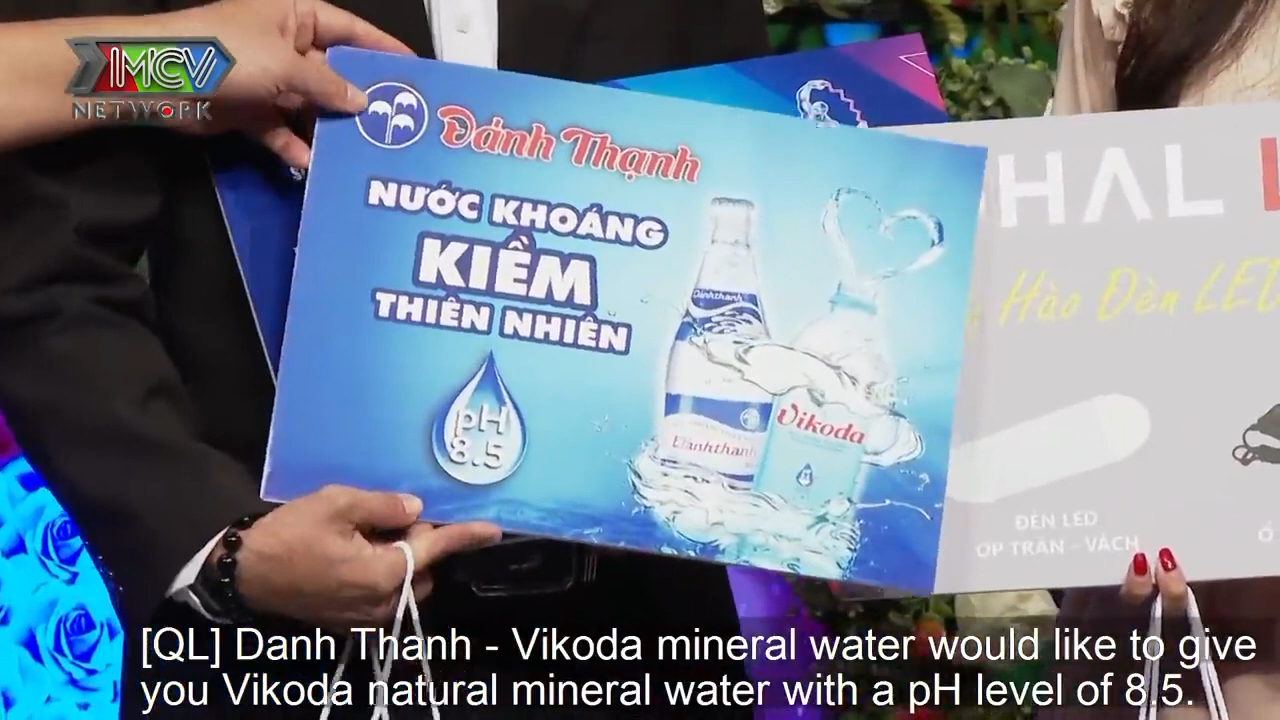 MCV
NETWORK
Đảnh Thạnh
NƯỚC KHOÁNG
KIỀM
THIÊN NHIÊN
pH
8.5
Đảnhthạnh
Vikoda
Đảnhthạnh
HAL
Hào Đèn LED
ĐÈN LED
ỐP TRẦN - VÁCH
[QL] Danh Thanh - Vikoda mineral water would like to give
you Vikoda natural mineral water with a pH level of 8.5.